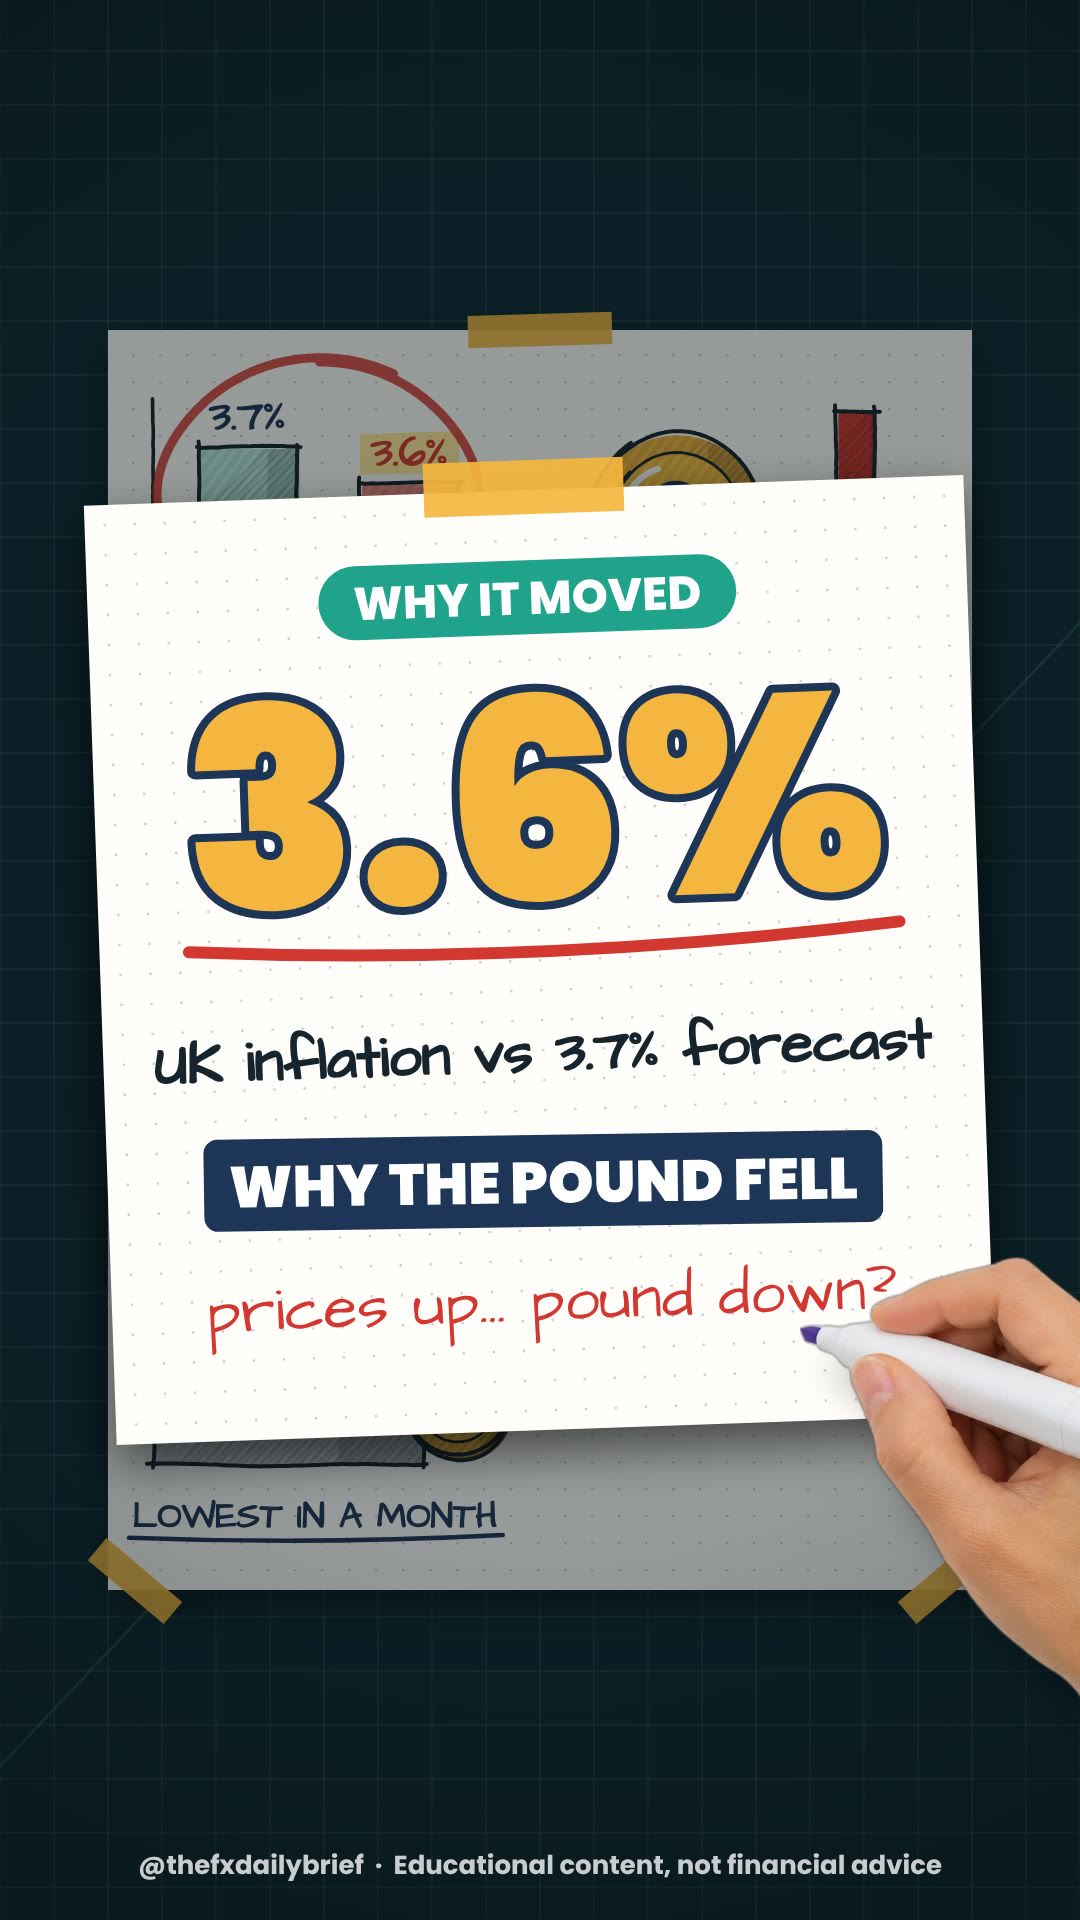 3.7%
3.6%
WHY IT MOVED
3.6%
UK inflation vs 3.7% forecast
WHY THE POUND FELL
prices up... pound down?
LOWEST IN A MONTH
@thefxdailybrief · Educational content, not financial advice